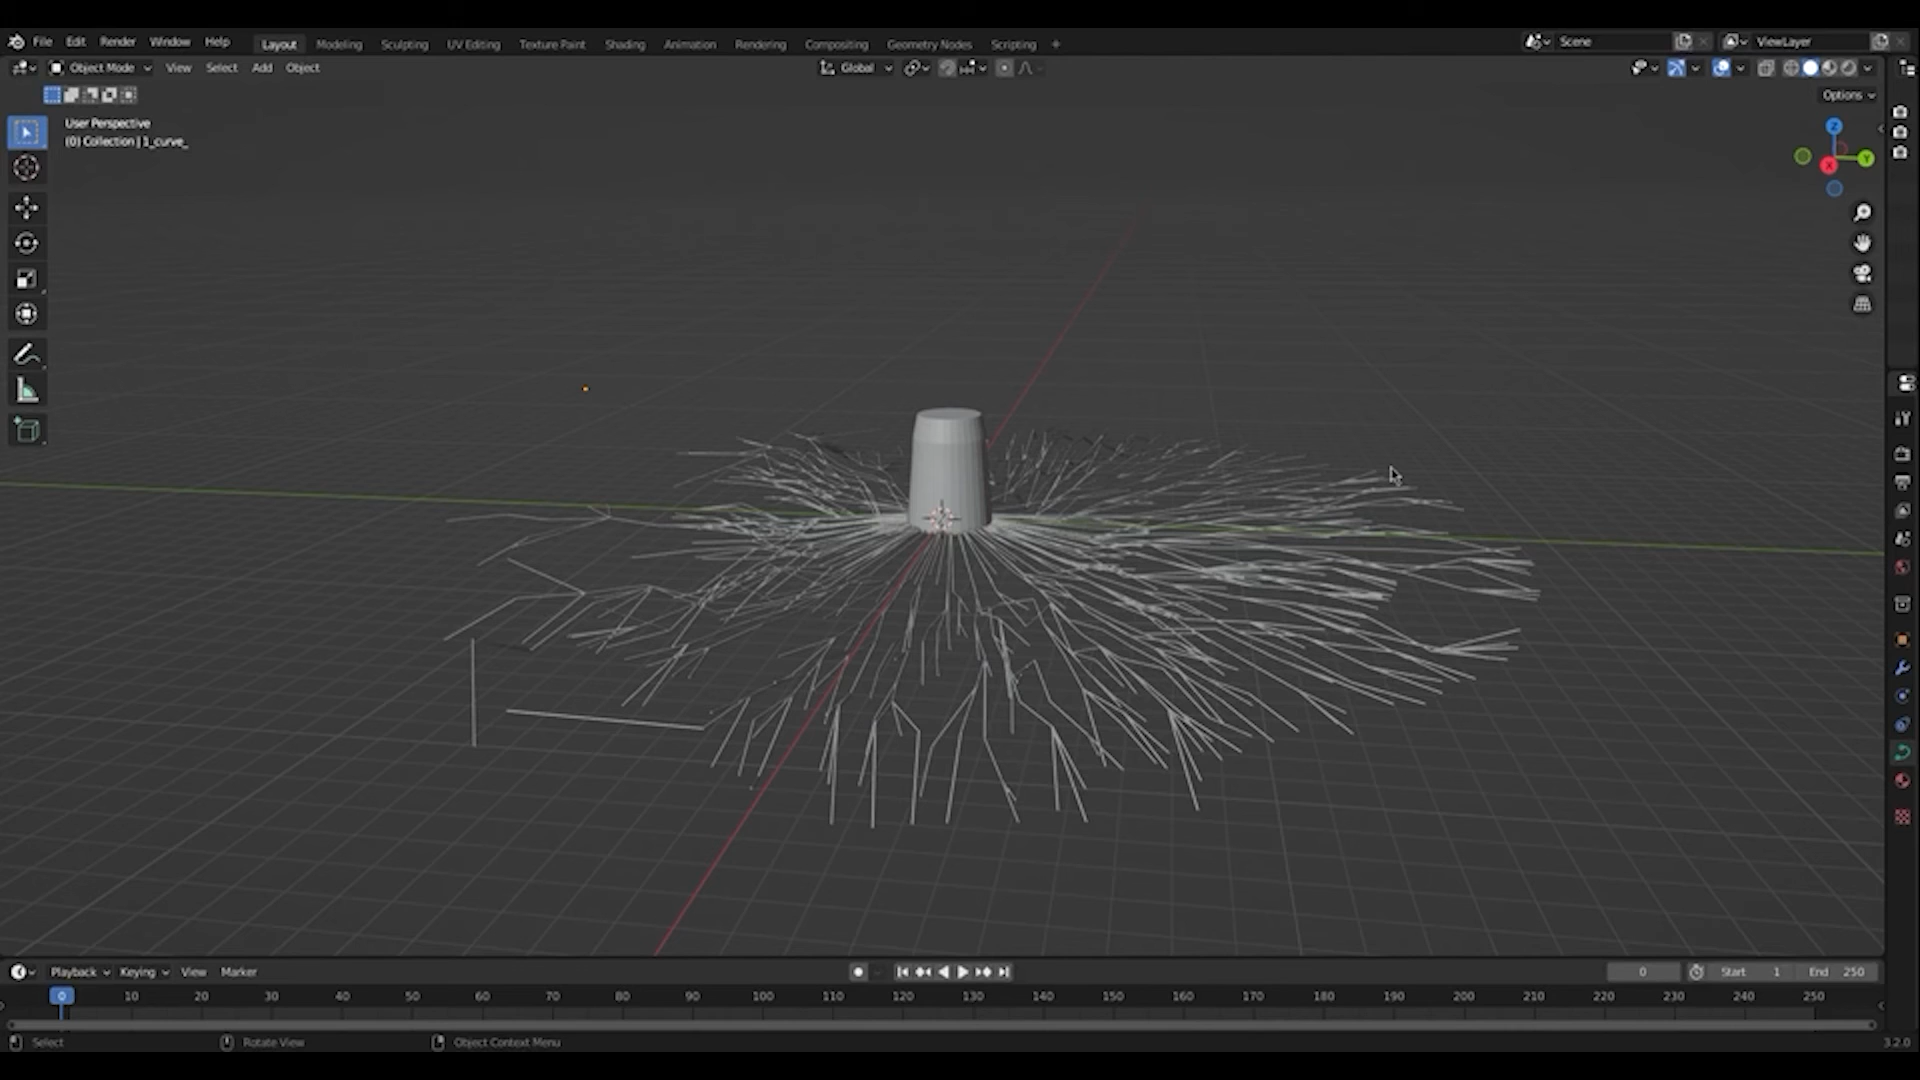 File Edit Render Window Help Layout Modeling Sculpting UV Editing Texture Paint Shading Animation Rendering Compositing Geometry Nodes Scripting + Scene ViewLayer
Object Mode View Select Add Object Global
Options
User Perspective
(0) Collection | 1_curve_
Z
Y
X
Playback Keying View Marker 0 Start 1 End 250
0 10 20 30 40 50 60 70 80 90 100 110 120 130 140 150 160 170 180 190 200 210 220 230 240 250
Select Rotate View Object Context Menu 3.2.0